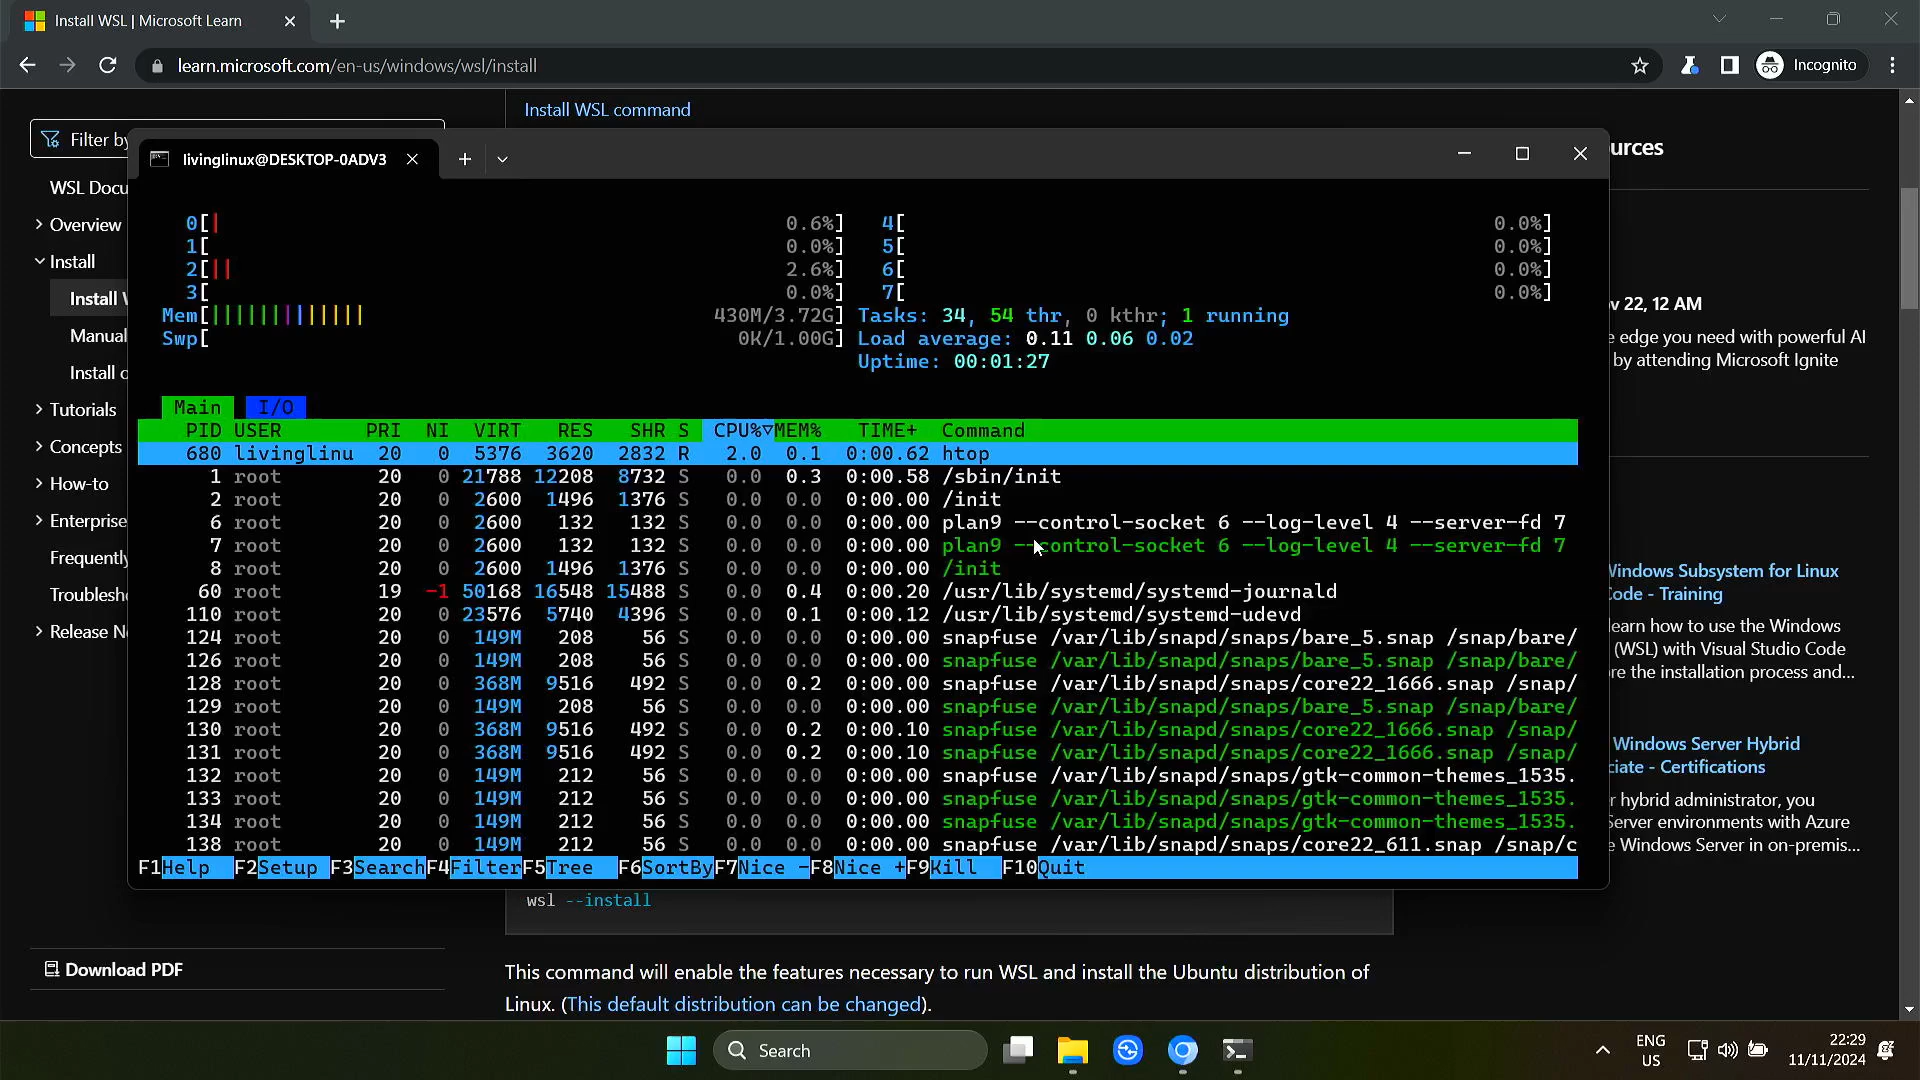 Install WSL | Microsoft Learn
learn.microsoft.com/en-us/windows/wsl/install
Incognito
Install WSL command
Filter by
WSL Docu
Overview
Install
Install
Manual
Install o
Tutorials
Concepts
How-to
Enterprise
Frequently
Troublesh
Release N
Download PDF
livinglinux@DESKTOP-0ADV3
0[| 0.6%] 4[ 0.0%]
1[ 0.0%] 5[ 0.0%]
2[|| 2.6%] 6[ 0.0%]
3[ 0.0%] 7[ 0.0%]
Mem[||||||||||||||| 430M/3.72G] Tasks: 34, 54 thr, 0 kthr; 1 running
Swp[ 0K/1.00G] Load average: 0.11 0.06 0.02
Uptime: 00:01:27
Main I/O
PID USER PRI NI VIRT RES SHR S CPU%▽MEM% TIME+ Command
680 livinglinu 20 0 5376 3620 2832 R 2.0 0.1 0:00.62 htop
1 root 20 0 21788 12208 8732 S 0.0 0.3 0:00.58 /sbin/init
2 root 20 0 2600 1496 1376 S 0.0 0.0 0:00.00 /init
6 root 20 0 2600 132 132 S 0.0 0.0 0:00.00 plan9 --control-socket 6 --log-level 4 --server-fd 7
7 root 20 0 2600 132 132 S 0.0 0.0 0:00.00 plan9 --control-socket 6 --log-level 4 --server-fd 7
8 root 20 0 2600 1496 1376 S 0.0 0.0 0:00.00 /init
60 root 19 -1 50168 16548 15488 S 0.0 0.4 0:00.20 /usr/lib/systemd/systemd-journald
110 root 20 0 23576 5740 4396 S 0.0 0.1 0:00.12 /usr/lib/systemd/systemd-udevd
124 root 20 0 149M 208 56 S 0.0 0.0 0:00.00 snapfuse /var/lib/snapd/snaps/bare_5.snap /snap/bare/
126 root 20 0 149M 208 56 S 0.0 0.0 0:00.00 snapfuse /var/lib/snapd/snaps/bare_5.snap /snap/bare/
128 root 20 0 368M 9516 492 S 0.0 0.2 0:00.10 snapfuse /var/lib/snapd/snaps/core22_1666.snap /snap/
129 root 20 0 149M 208 56 S 0.0 0.0 0:00.00 snapfuse /var/lib/snapd/snaps/bare_5.snap /snap/bare/
130 root 20 0 368M 9516 492 S 0.0 0.2 0:00.10 snapfuse /var/lib/snapd/snaps/core22_1666.snap /snap/
131 root 20 0 368M 9516 492 S 0.0 0.2 0:00.10 snapfuse /var/lib/snapd/snaps/core22_1666.snap /snap/
132 root 20 0 149M 212 56 S 0.0 0.0 0:00.00 snapfuse /var/lib/snapd/snaps/gtk-common-themes_1535.
133 root 20 0 149M 212 56 S 0.0 0.0 0:00.00 snapfuse /var/lib/snapd/snaps/gtk-common-themes_1535.
134 root 20 0 149M 212 56 S 0.0 0.0 0:00.00 snapfuse /var/lib/snapd/snaps/gtk-common-themes_1535.
138 root 20 0 149M 212 56 S 0.0 0.0 0:00.00 snapfuse /var/lib/snapd/snaps/core22_611.snap /snap/c
F1Help F2Setup F3SearchF4FilterF5Tree F6SortByF7Nice -F8Nice +F9Kill F10Quit
wsl --install
This command will enable the features necessary to run WSL and install the Ubuntu distribution of
Linux. (This default distribution can be changed).
urces
v 22, 12 AM
e edge you need with powerful AI
by attending Microsoft Ignite
Windows Subsystem for Linux
Code - Training
learn how to use the Windows
(WSL) with Visual Studio Code
re the installation process and...
Windows Server Hybrid
ciate - Certifications
r hybrid administrator, you
Server environments with Azure
e Windows Server in on-premis...
Search
ENG
US
22:29
11/11/2024